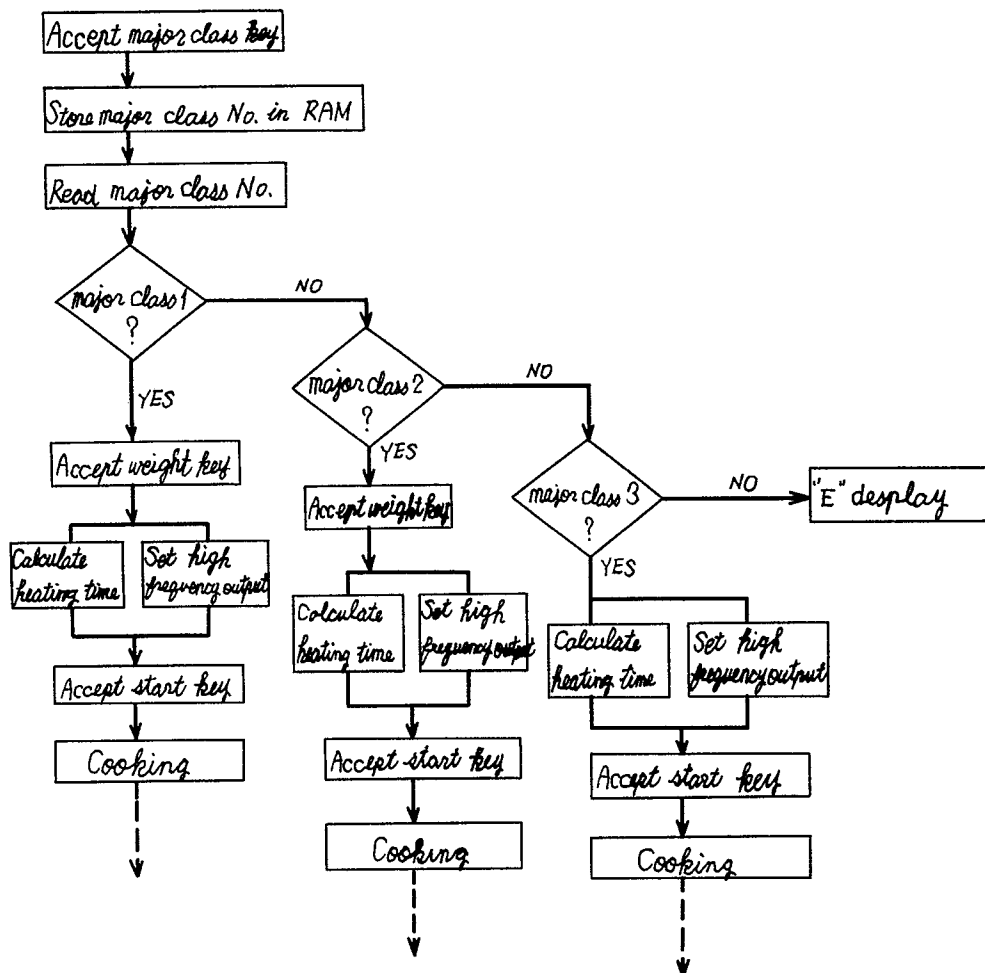 Accept major class key
Store major class No. in RAM
Read major class No.
major class 1
?
NO
YES
major class 2
?
NO
YES
major class 3
?
NO
YES
"E" desplay
Accept weight key
Calculate
heating time
Set high
frequency output
Accept start key
Cooking
Accept weight key
Calculate
heating time
Set high
frequency output
Accept start key
Cooking
Calculate
heating time
Set high
frequency output
Accept start key
Cooking